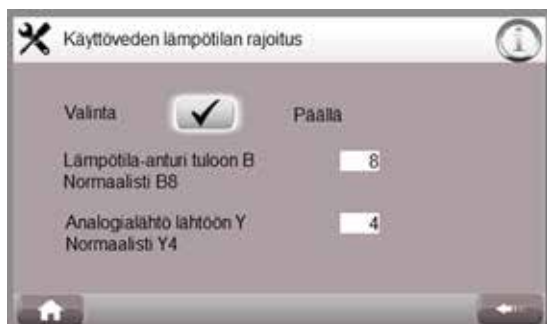 Käyttöveden lämpötilan rajoitus
Valinta Päällä
Lämpötila-anturi tuloon B 8
Normaalisti B8
Analogialähtö lähtöön Y 4
Normaalisti Y4